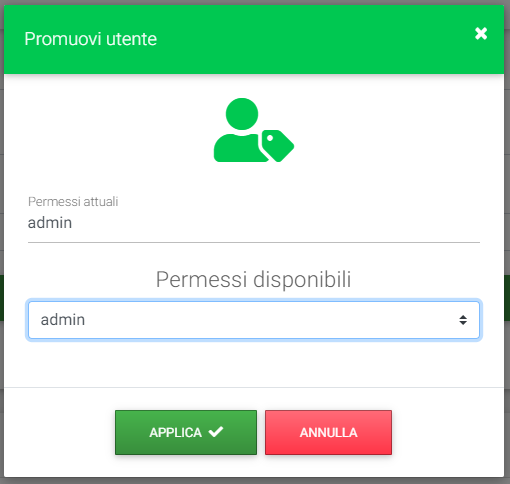 Promuovi utente
Permessi attuali
admin
Permessi disponibili
admin
APPLICA
ANNULLA